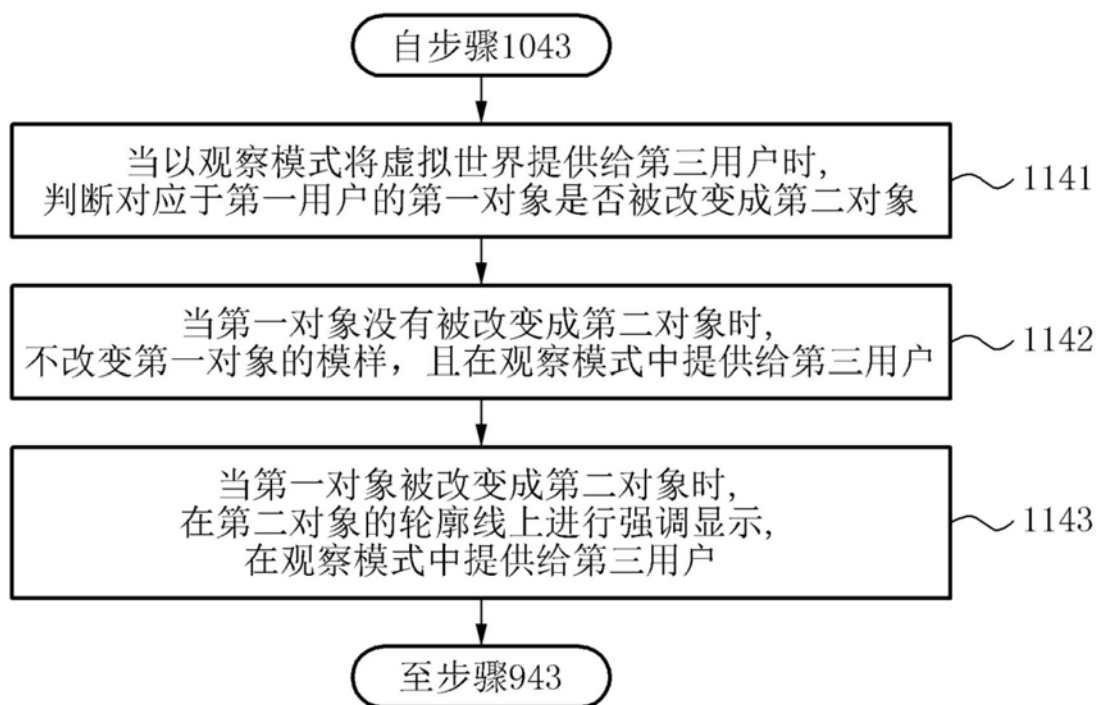 自步骤1043
当以观察模式将虚拟世界提供给第三用户时,
判断对应于第一用户的第一对象是否被改变成第二对象
1141
当第一对象没有被改变成第二对象时,
不改变第一对象的模样，且在观察模式中提供给第三用户
1142
当第一对象被改变成第二对象时,
在第二对象的轮廓线上进行强调显示,
在观察模式中提供给第三用户
1143
至步骤943